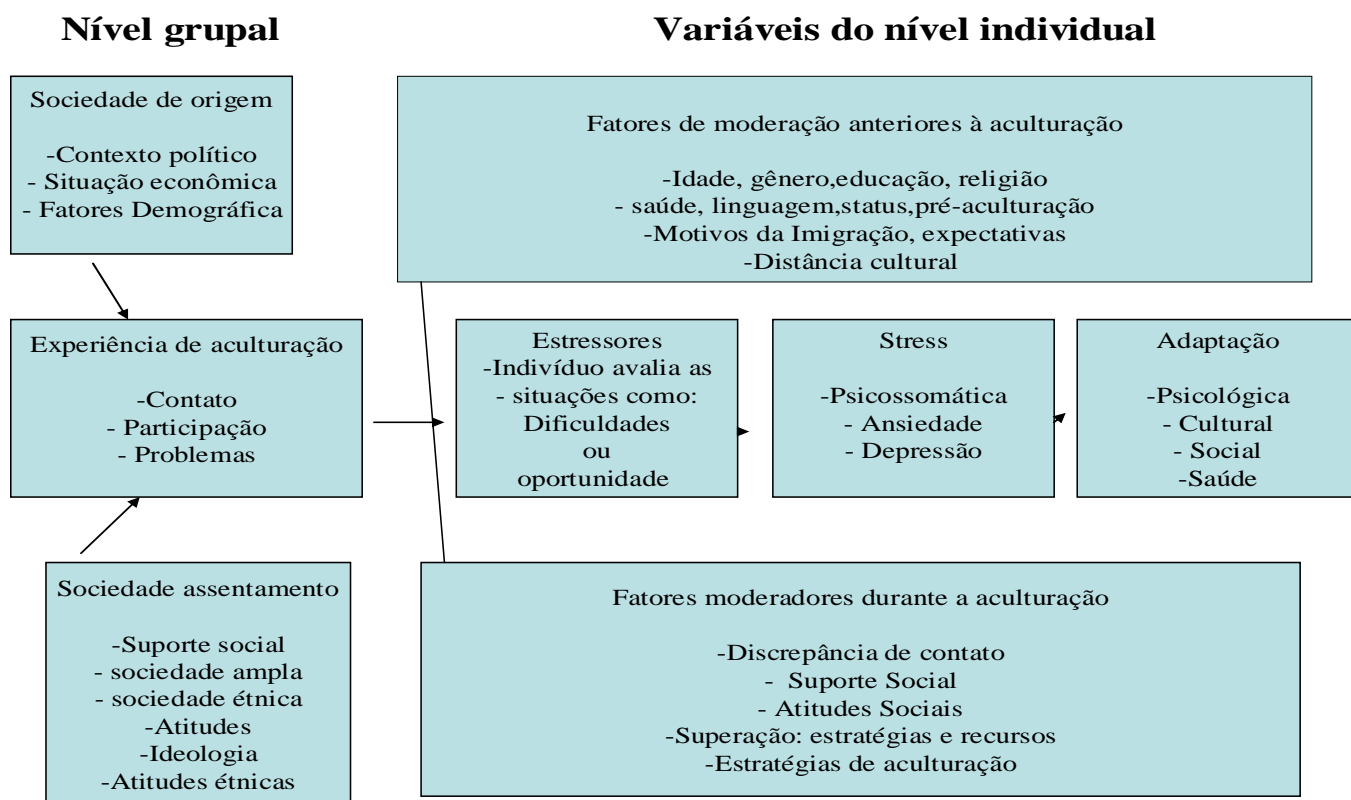 Nível grupal
Variáveis do nível individual
Sociedade de origem
-Contexto político
- Situação econômica
- Fatores Demográfica
Fatores de moderação anteriores à aculturação
-Idade, gênero,educação, religião
- saúde, linguagem,status,pré-aculturação
-Motivos da Imigração, expectativas
-Distância cultural
Experiência de aculturação
-Contato
- Participação
- Problemas
Estressores
-Indivíduo avalia as
- situações como:
Dificuldades
ou
oportunidade
Stress
-Psicossomática
- Ansiedade
- Depressão
Adaptação
-Psicológica
- Cultural
- Social
-Saúde
Sociedade assentamento
-Suporte social
- sociedade ampla
- sociedade étnica
-Atitudes
-Ideologia
-Atitudes étnicas
Fatores moderadores durante a aculturação
-Discrepância de contato
- Suporte Social
- Atitudes Sociais
-Superação: estratégias e recursos
-Estratégias de aculturação